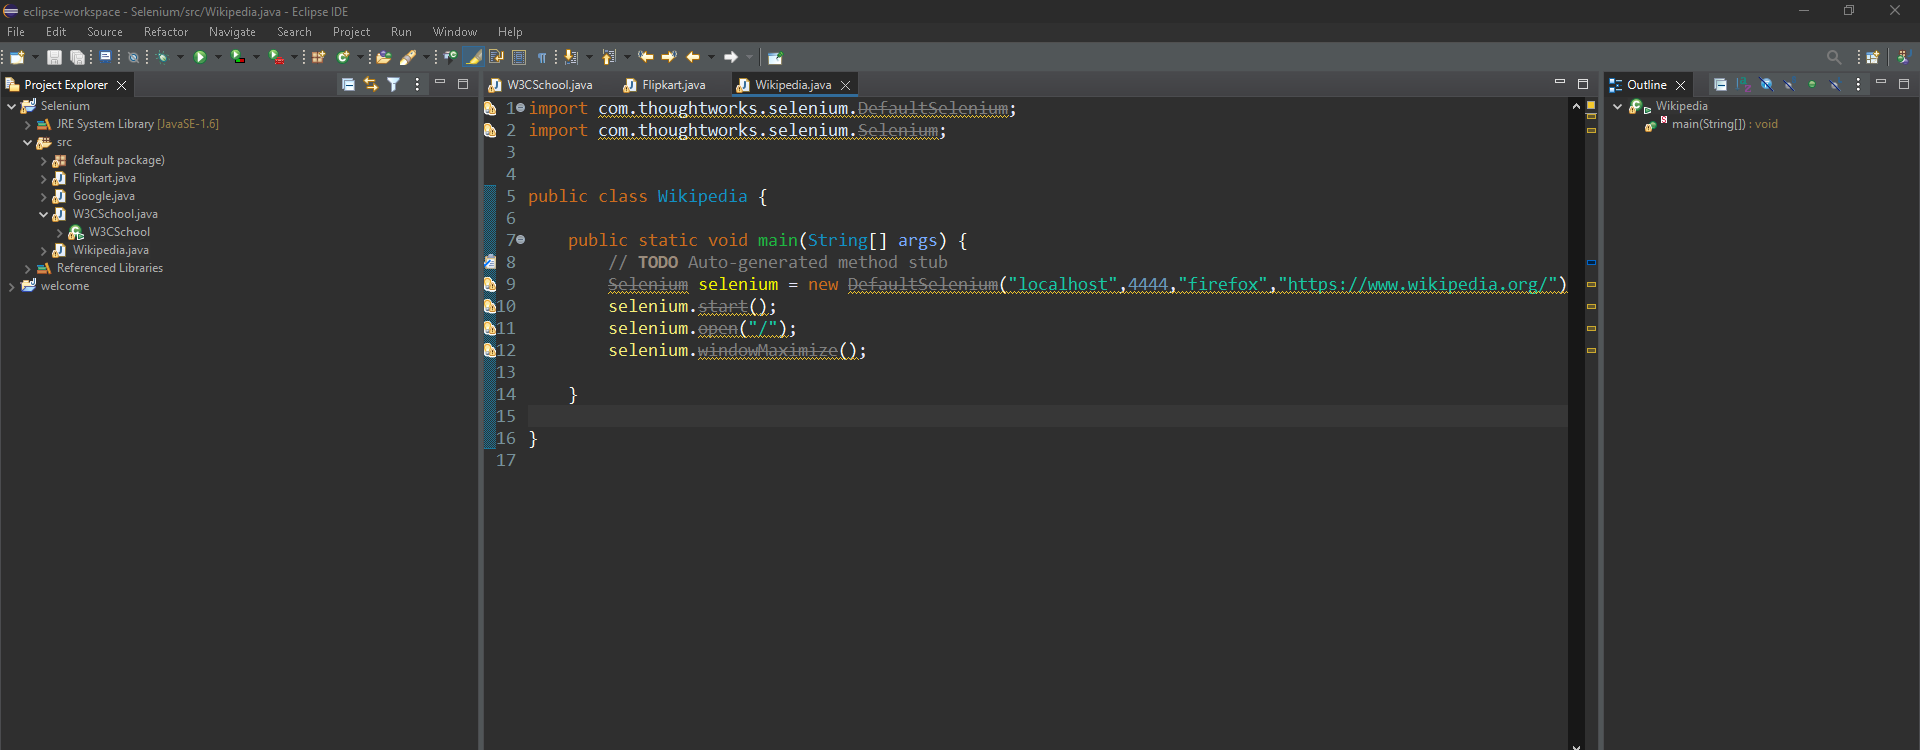 eclipse-workspace - Selenium/src/Wikipedia.java - Eclipse IDE
File Edit Source Refactor Navigate Search Project Run Window Help
Project Explorer
Selenium
JRE System Library [JavaSE-1.6]
src
(default package)
Flipkart.java
Google.java
W3CSchool.java
W3CSchool
Wikipedia.java
Referenced Libraries
welcome
W3CSchool.java Flipkart.java Wikipedia.java
1 import com.thoughtworks.selenium.DefaultSelenium;
2 import com.thoughtworks.selenium.Selenium;
3
4
5 public class Wikipedia {
6
7 public static void main(String[] args) {
8 // TODO Auto-generated method stub
9 Selenium selenium = new DefaultSelenium("localhost",4444,"firefox","https://www.wikipedia.org/")
10 selenium.start();
11 selenium.open("/");
12 selenium.windowMaximize();
13
14 }
15
16 }
17
Outline
Wikipedia
main(String[]) : void